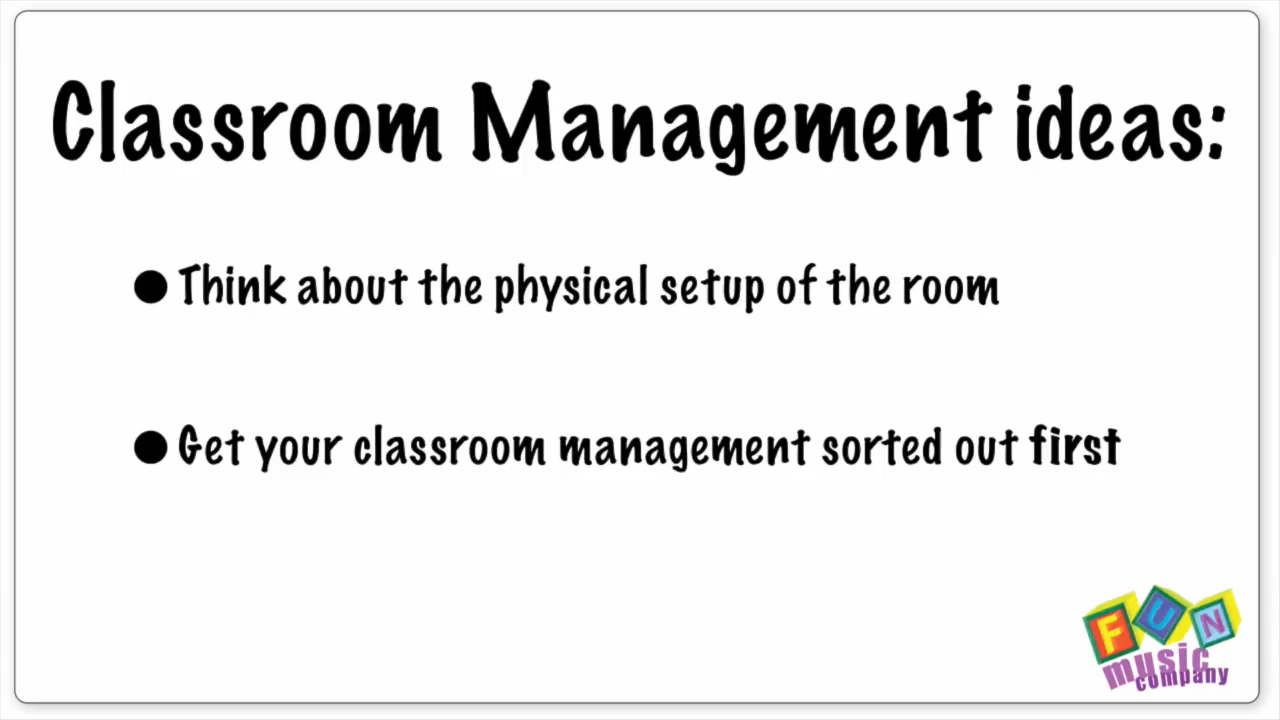 Classroom Management ideas:
● Think about the physical setup of the room
● Get your classroom management sorted out first
FUN
music
company